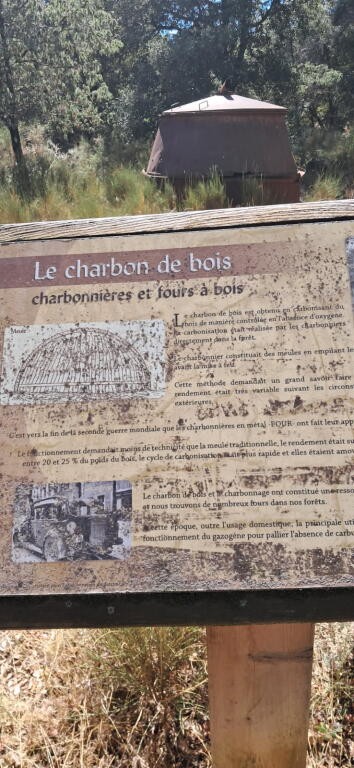 Le charbon de bois
charbonnières et fours à bois
Meule
Le charbon de bois est obtenu en carbonisant du
bois de manière contrôlée en l'absence d'oxygène.
La carbonisation était réalisée par les charbonniers
directement dans la forêt.
Le charbonnier constituait des meules en empilant le
avant la mise à feu.
Cette méthode demandait un grand savoir faire
rendement était très variable suivant les circons
extérieures.
C'est vers la fin de la seconde guerre mondiale que les charbonnières en métal -FOUR- ont fait leur app
Le fonctionnement demandait moins de technicité que la meule traditionnelle, le rendement était su
entre 20 et 25 % du poids du bois, le cycle de carbonisation était plus rapide et elles étaient amo
Le charbon de bois et le charbonnage ont constitué une resso
et nous trouvons de nombreux fours dans nos forêts.
A cette époque, outre l'usage domestique, la principale uti
fonctionnement du gazogène pour pallier l'absence de carbu